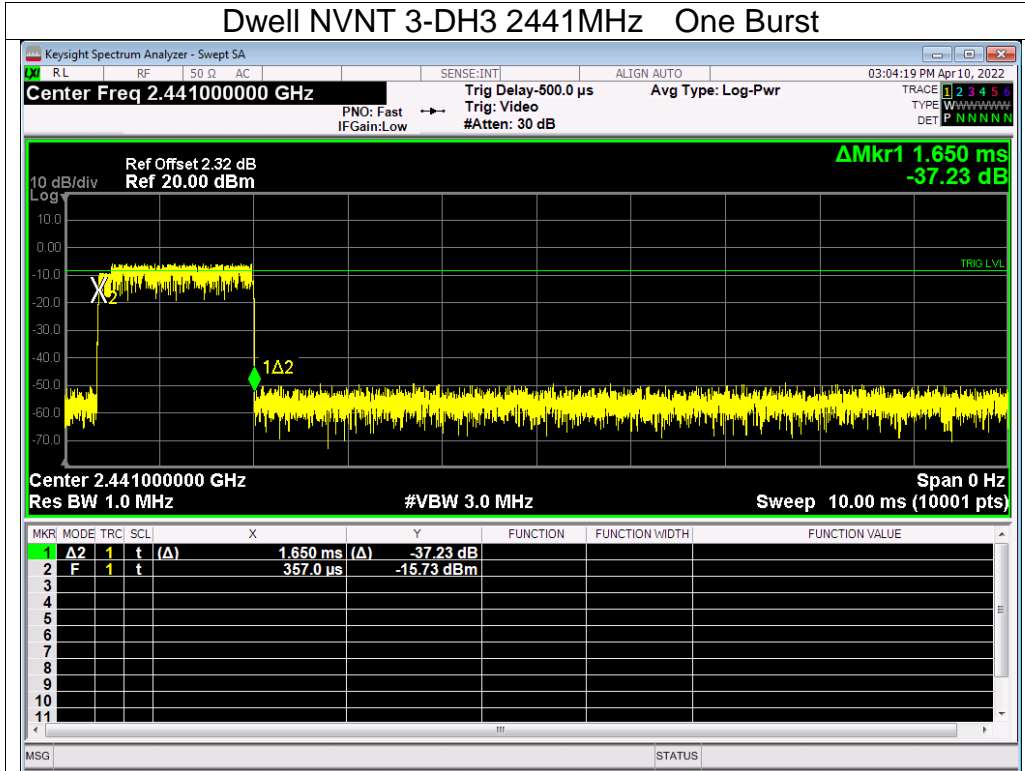 Dwell NVNT 3-DH3 2441MHz One Burst
Keysight Spectrum Analyzer - Swept SA
LXI RL RF 50 Ω AC SENSE:INT ALIGN AUTO 03:04:19 PM Apr 10, 2022
Center Freq 2.441000000 GHz Trig Delay-500.0 µs Avg Type: Log-Pwr TRACE 1 2 3 4 5 6
PNO: Fast Trig: Video TYPE WWWWWW
IFGain:Low #Atten: 30 dB DET P N N N N N
ΔMkr1 1.650 ms
-37.23 dB
Ref Offset 2.32 dB
10 dB/div Ref 20.00 dBm
Log
10.0
0.00
TRIG LVL
-10.0
X2
-20.0
-30.0
-40.0
1Δ2
-50.0
-60.0
-70.0
Center 2.441000000 GHz Span 0 Hz
Res BW 1.0 MHz #VBW 3.0 MHz Sweep 10.00 ms (10001 pts)
MKR MODE TRC SCL X Y FUNCTION FUNCTION WIDTH FUNCTION VALUE
1 Δ2 1 t (Δ) 1.650 ms (Δ) -37.23 dB
2 F 1 t 357.0 µs -15.73 dBm
3
4
5
6
7
8
9
10
11
MSG STATUS